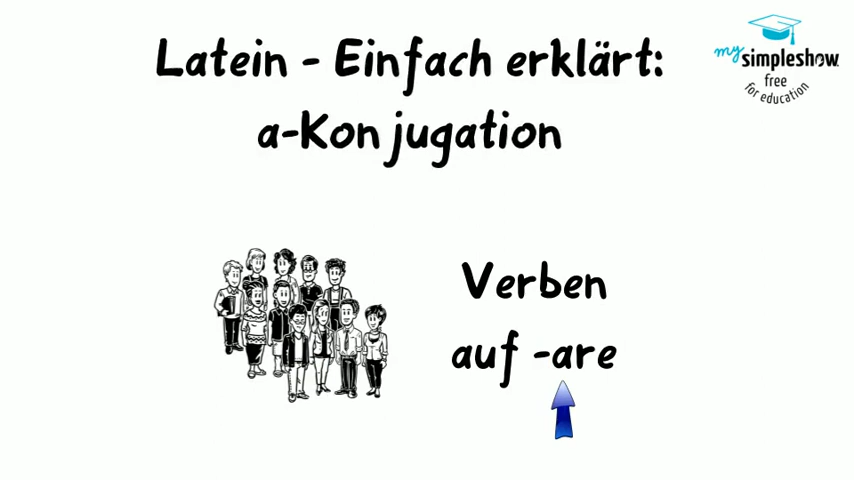 Latein - Einfach erklärt:
a-Konjugation
my
simpleshow
free
for education
Verben
auf -are